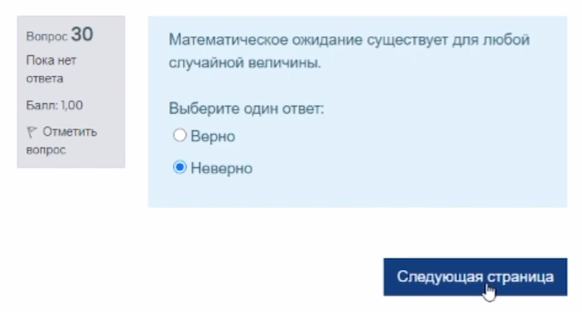 Вопрос 30
Пока нет
ответа
Балл: 1,00
Отметить
вопрос
Математическое ожидание существует для любой
случайной величины.
Выберите один ответ:
Верно
Неверно
Следующая страница